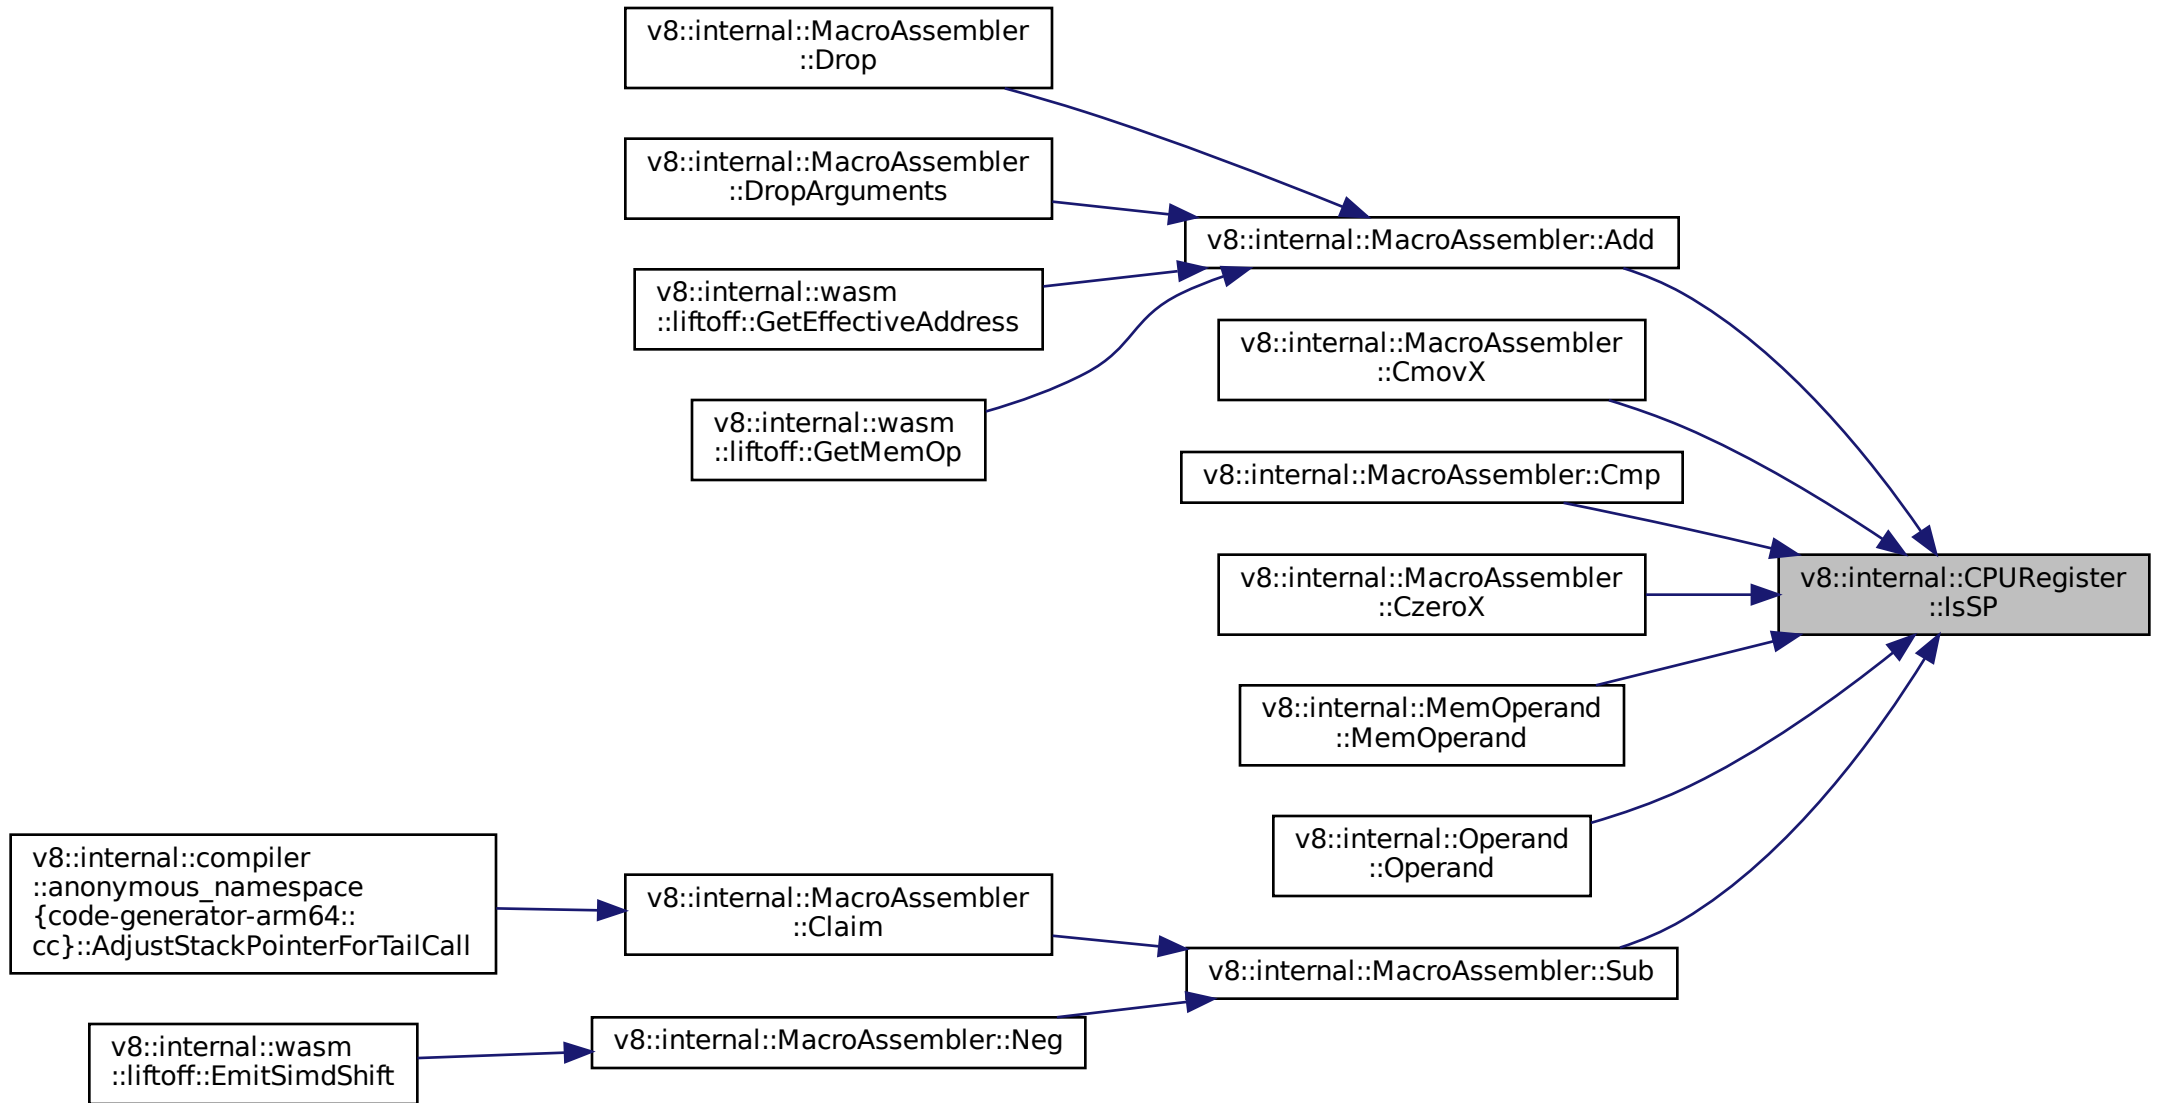 v8::internal::MacroAssembler
::Drop
v8::internal::MacroAssembler
::DropArguments
v8::internal::MacroAssembler::Add
v8::internal::wasm
::liftoff::GetEffectiveAddress
v8::internal::MacroAssembler
::CmovX
v8::internal::wasm
::liftoff::GetMemOp
v8::internal::MacroAssembler::Cmp
v8::internal::MacroAssembler
::CzeroX
v8::internal::CPURegister
::IsSP
v8::internal::MemOperand
::MemOperand
v8::internal::Operand
::Operand
v8::internal::compiler
::anonymous_namespace
{code-generator-arm64::
cc}::AdjustStackPointerForTailCall
v8::internal::MacroAssembler
::Claim
v8::internal::MacroAssembler::Sub
v8::internal::MacroAssembler::Neg
v8::internal::wasm
::liftoff::EmitSimdShift